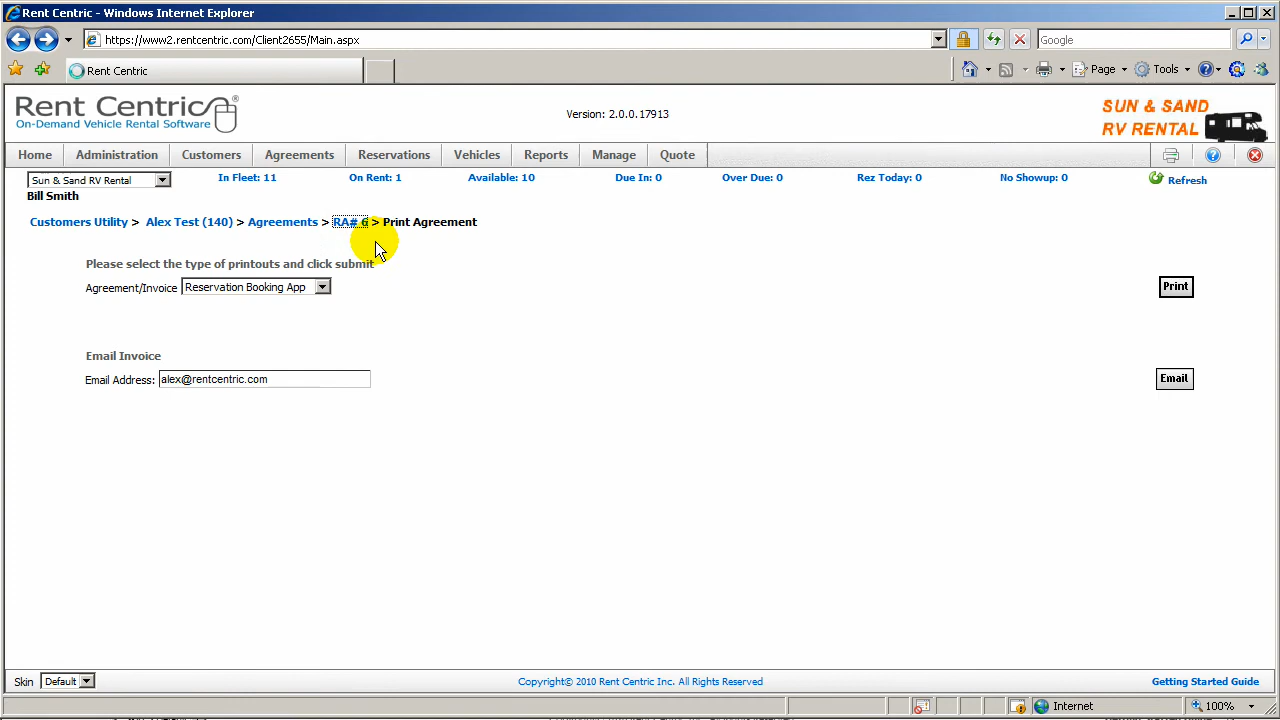 Rent Centric - Windows Internet Explorer
https://www2.rentcentric.com/Client2655/Main.aspx
Google
Rent Centric
Page
Tools
Rent Centric
On-Demand Vehicle Rental Software
Version: 2.0.0.17913
SUN & SAND
RV RENTAL
Home
Administration
Customers
Agreements
Reservations
Vehicles
Reports
Manage
Quote
Sun & Sand RV Rental
In Fleet: 11
On Rent: 1
Available: 10
Due In: 0
Over Due: 0
Rez Today: 0
No Showup: 0
Refresh
Bill Smith
Customers Utility > Alex Test (140) > Agreements > RA# 6 > Print Agreement
Please select the type of printouts and click submit
Agreement/Invoice
Reservation Booking App
Print
Email Invoice
Email Address: alex@rentcentric.com
Email
Skin
Default
Copyright© 2010 Rent Centric Inc. All Rights Reserved
Getting Started Guide
Internet
100%